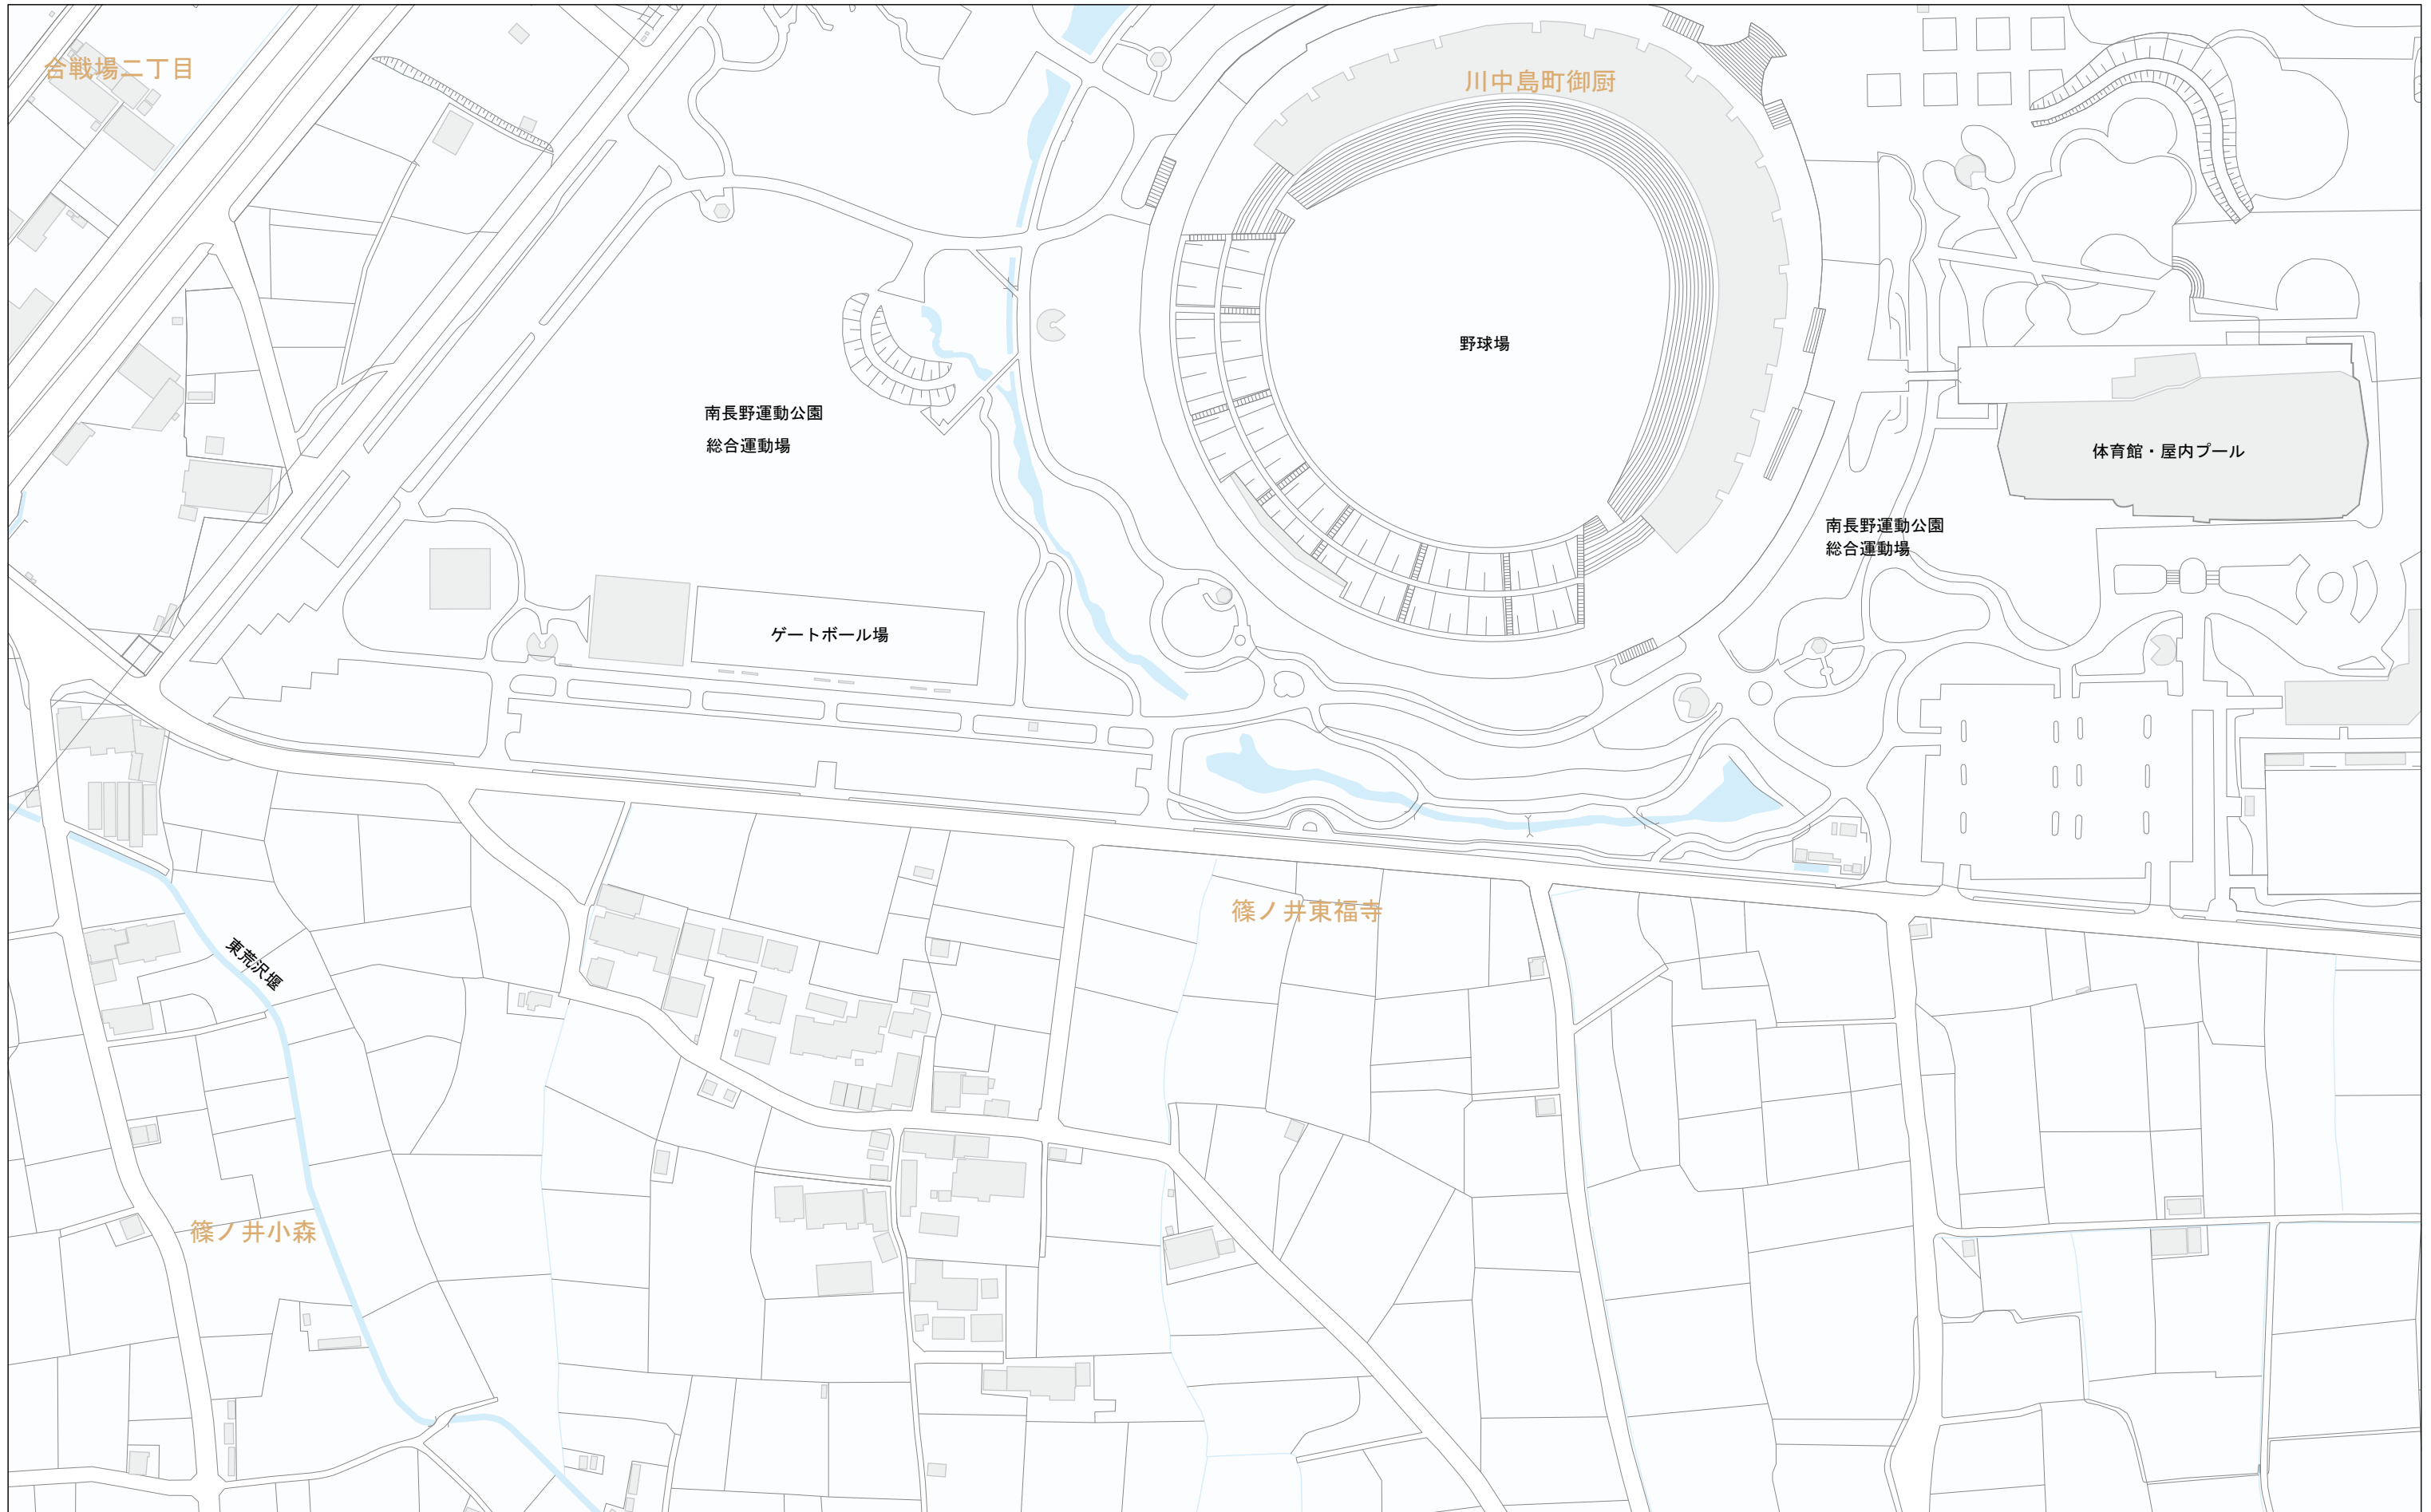 合戦場二丁目
川中島町御厨
野球場
南長野運動公園
総合運動場
体育館・屋内プール
南長野運動公園
総合運動場
ゲートボール場
篠ノ井東福寺
東荒沢堰
篠ノ井小森